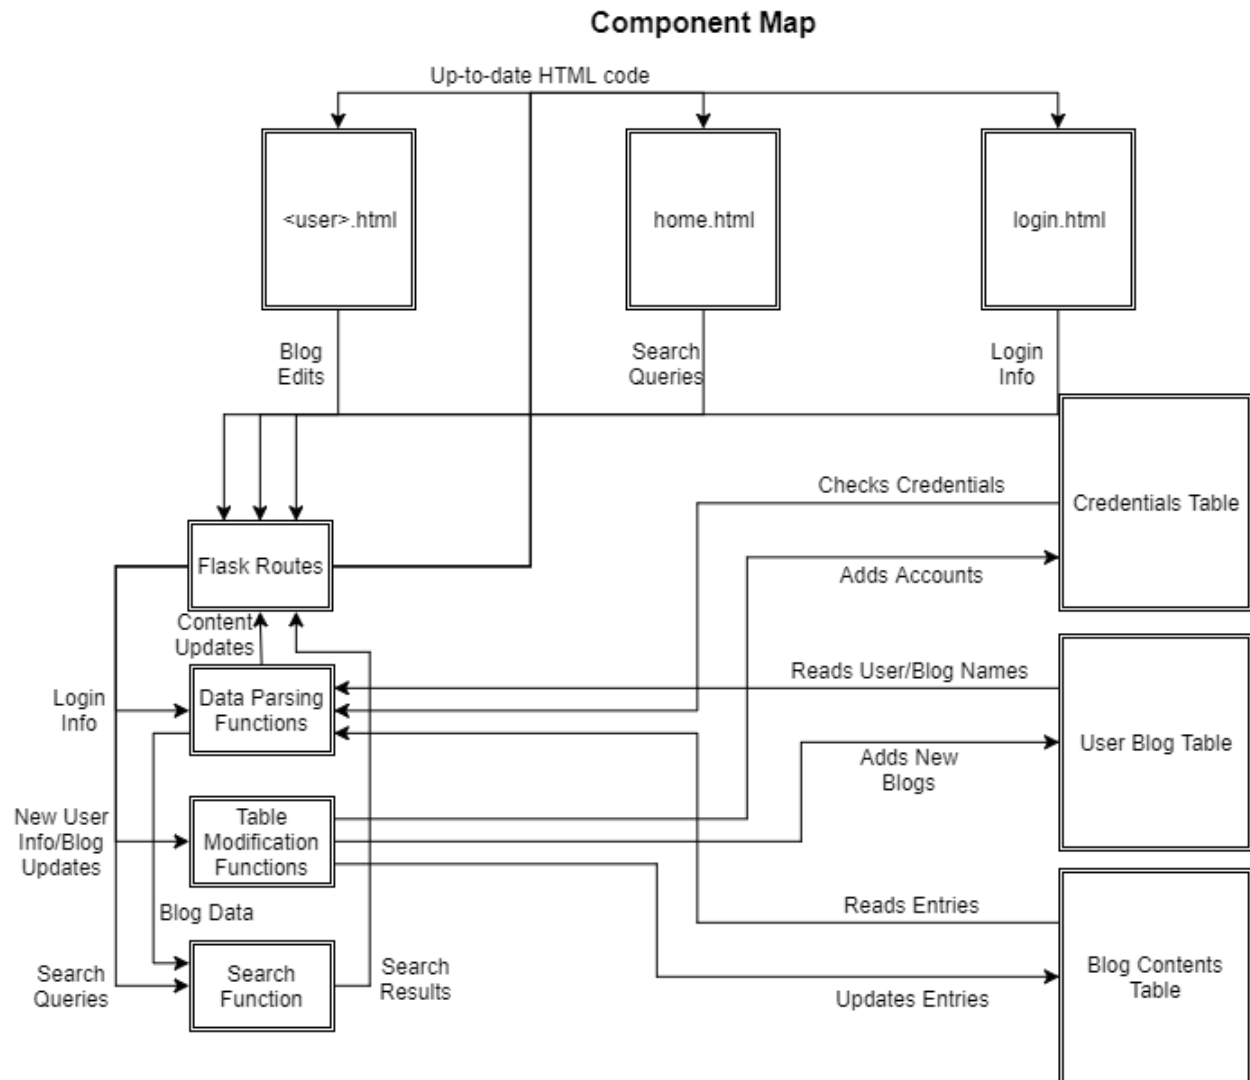 Component Map
Up-to-date HTML code
<user>.html
home.html
login.html
Blog
Edits
Search
Queries
Login
Info
Checks Credentials
Credentials Table
Flask Routes
Adds Accounts
Content
Updates
Reads User/Blog Names
Login
Info
Data Parsing
Functions
User Blog Table
Adds New
Blogs
New User
Info/Blog
Updates
Table
Modification
Functions
Blog Data
Reads Entries
Search
Queries
Search
Function
Search
Results
Blog Contents
Table
Updates Entries